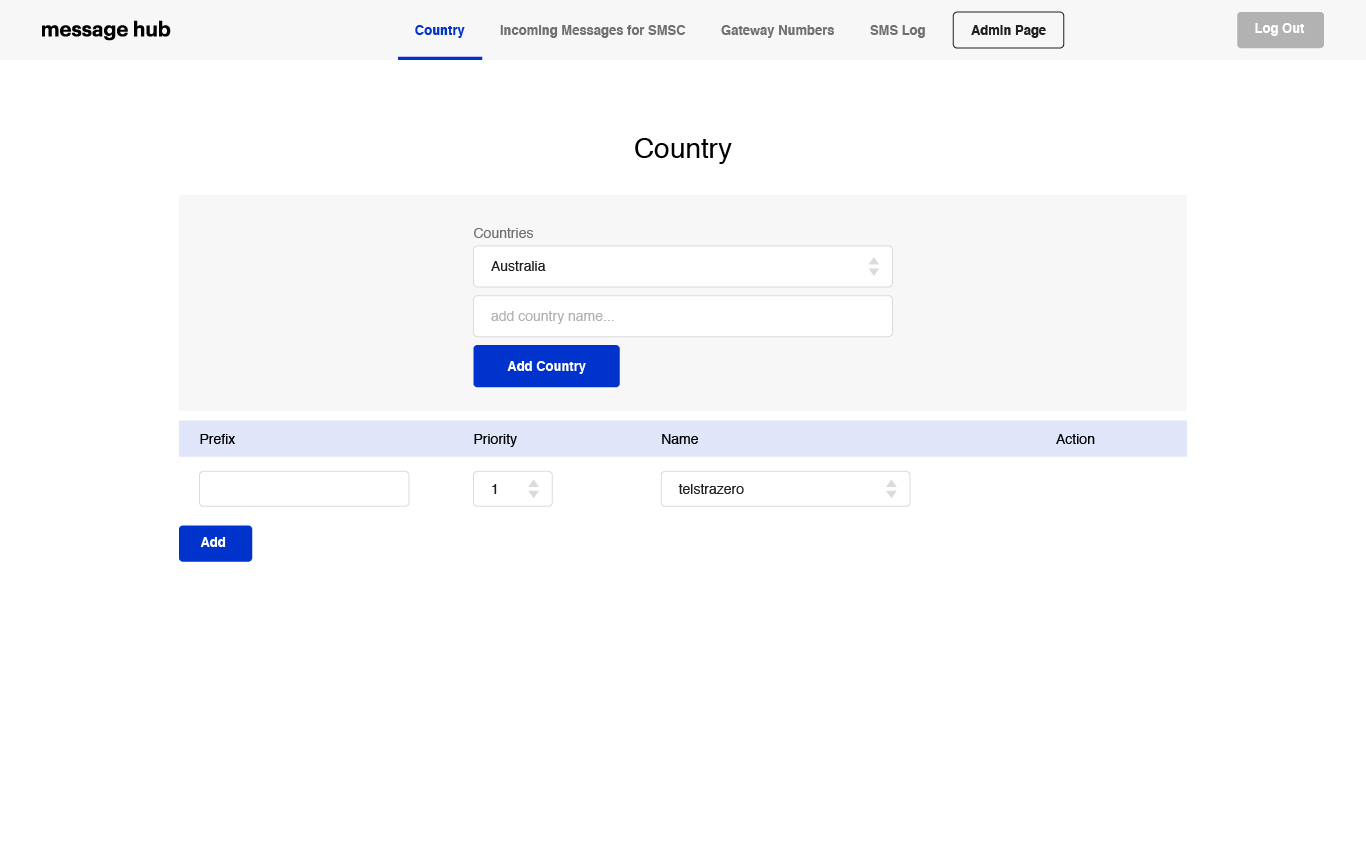 message hub
Country
Incoming Messages for SMSC
Gateway Numbers
SMS Log
Admin Page
Log Out
Country
Countries
Australia
add country name...
Add Country
Prefix
Priority
Name
Action
1
telstrazero
Add